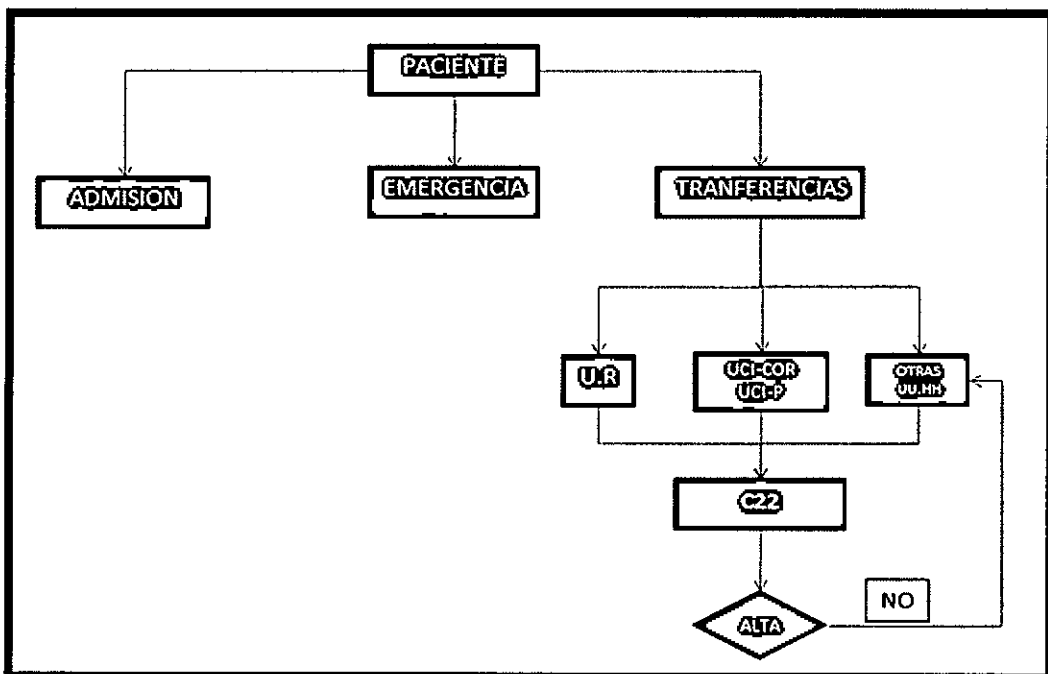 PACIENTE
ADMISION
EMERGENCIA
TRANFERENCIAS
U.R
UCI-COR
UCI-P
OTRAS
UU.HH
C22
NO
ALTA